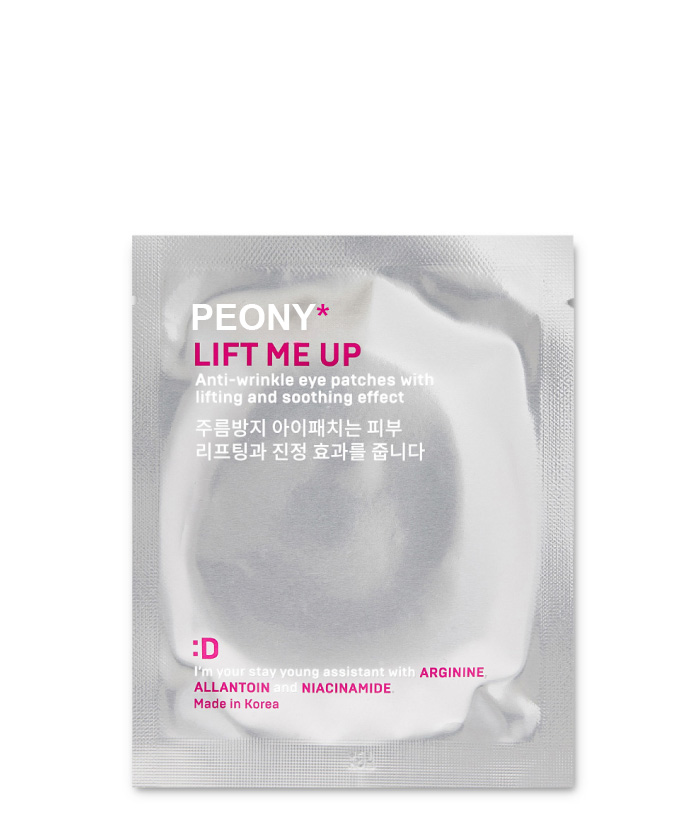 PEONY*
LIFT ME UP
Anti-wrinkle eye patches with
lifting and soothing effect
주름방지 아이패치는 피부
리프팅과 진정 효과를 줍니다
:D
I'm your stay young assistant with ARGININE,
ALLANTOIN and NIACINAMIDE.
Made in Korea